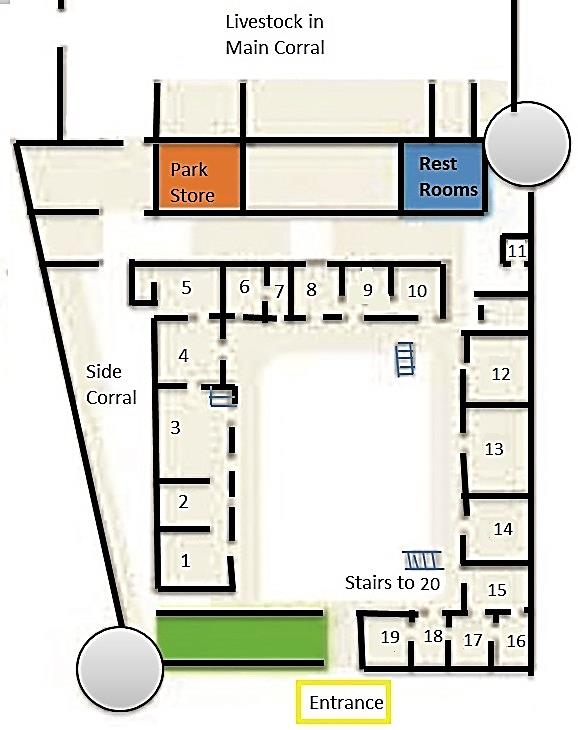 Livestock in
Main Corral
Park
Store
Rest
Rooms
11
5
6
7
8
9
10
4
12
Side
Corral
3
13
2
14
1
Stairs to 20
15
19
18
17
16
Entrance